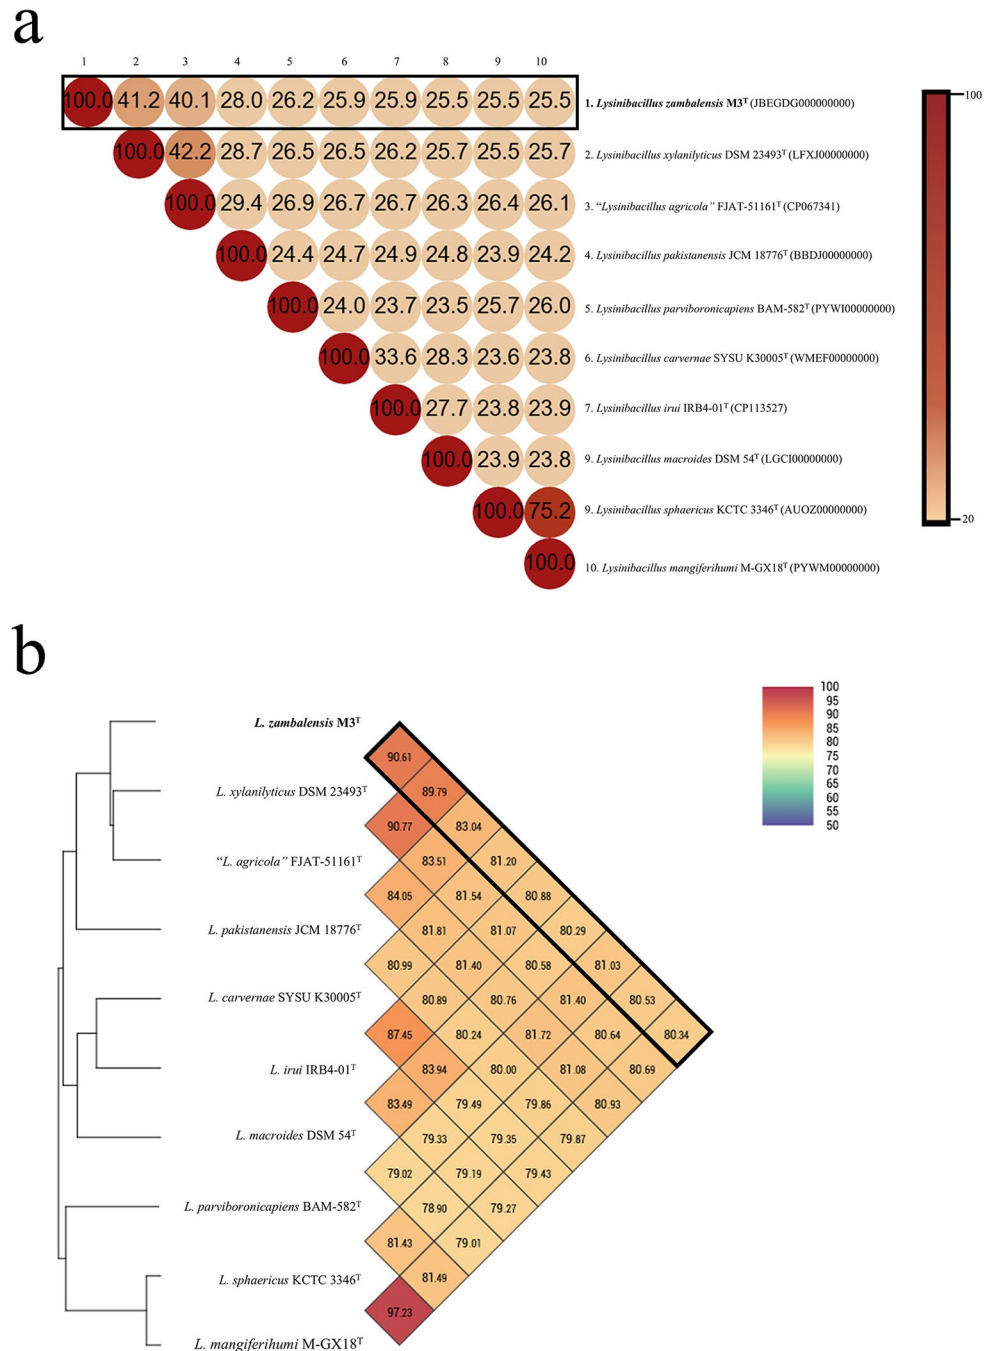 a
1 2 3 4 5 6 7 8 9 10
100.0 41.2 40.1 28.0 26.2 25.9 25.9 25.5 25.5 25.5 1. Lysinibacillus zambalensis M3ᵀ (JBEGDG000000000) 100
100.0 42.2 28.7 26.5 26.5 26.2 25.7 25.5 25.7 2. Lysinibacillus xylanilyticus DSM 23493ᵀ (LFXJ00000000)
100.0 29.4 26.9 26.7 26.7 26.3 26.4 26.1 3. “Lysinibacillus agricola” FJAT-51161ᵀ (CP067341)
100.0 24.4 24.7 24.9 24.8 23.9 24.2 4. Lysinibacillus pakistanensis JCM 18776ᵀ (BBDJ00000000)
100.0 24.0 23.7 23.5 25.7 26.0 5. Lysinibacillus parviboronicapiens BAM-582ᵀ (PYWI00000000)
100.0 33.6 28.3 23.6 23.8 6. Lysinibacillus carvernae SYSU K30005ᵀ (WMEF00000000)
100.0 27.7 23.8 23.9 7. Lysinibacillus irui IRB4-01ᵀ (CP113527)
100.0 23.9 23.8 9. Lysinibacillus macroides DSM 54ᵀ (LGCI00000000)
100.0 75.2 9. Lysinibacillus sphaericus KCTC 3346ᵀ (AUOZ00000000) 20
100.0 10. Lysinibacillus mangiferihumi M-GX18ᵀ (PYWM00000000)
b
100
95
90
85
80
75
70
65
60
55
50
L. zambalensis M3ᵀ
90.61
L. xylanilyticus DSM 23493ᵀ 89.79
90.77 83.04
“L. agricola” FJAT-51161ᵀ 83.51 81.20
84.05 81.54 80.88
L. pakistanensis JCM 18776ᵀ 81.81 81.07 80.29
80.99 81.40 80.58 81.03
L. carvernae SYSU K30005ᵀ 80.89 80.76 81.40 80.53
87.45 80.24 81.72 80.64 80.34
L. irui IRB4-01ᵀ 83.94 80.00 81.08 80.69
83.49 79.49 79.86 80.93
L. macroides DSM 54ᵀ 79.33 79.35 79.87
79.02 79.19 79.43
L. parviboronicapiens BAM-582ᵀ 78.90 79.27
81.43 79.01
L. sphaericus KCTC 3346ᵀ 81.49
97.23
L. mangiferihumi M-GX18ᵀ